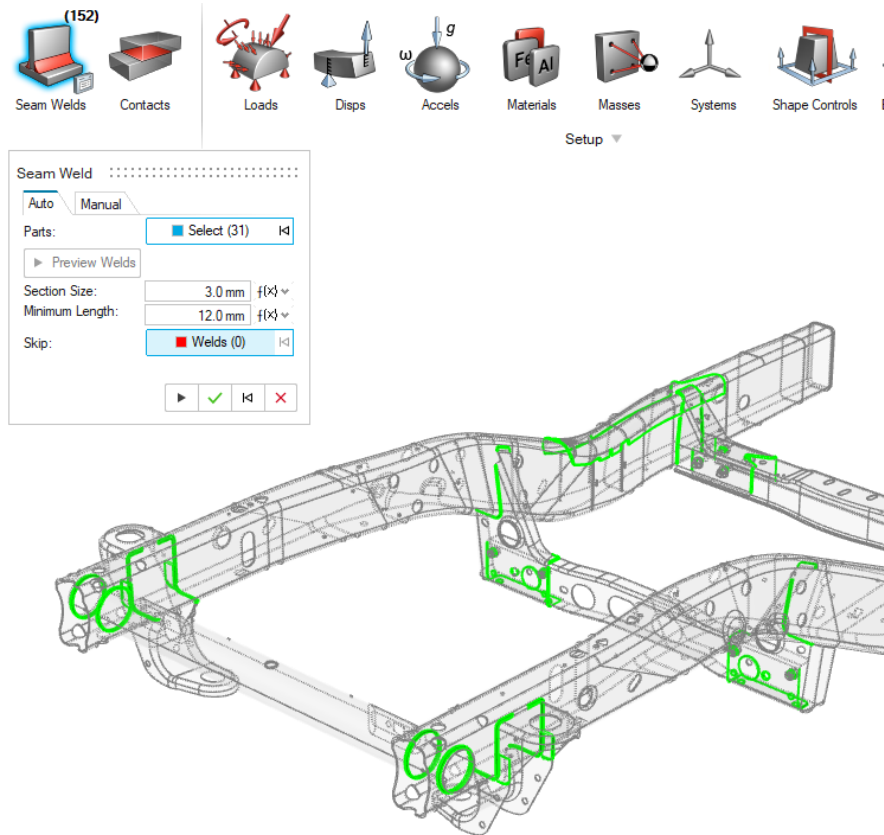 (152)
g
ω
Fe
Al
Seam Welds
Contacts
Loads
Disps
Accels
Materials
Masses
Systems
Shape Controls
Setup
Seam Weld
Auto
Manual
Parts:
Select (31)
Preview Welds
Section Size:
3.0 mm
f(x)
Minimum Length:
12.0 mm
f(x)
Skip:
Welds (0)